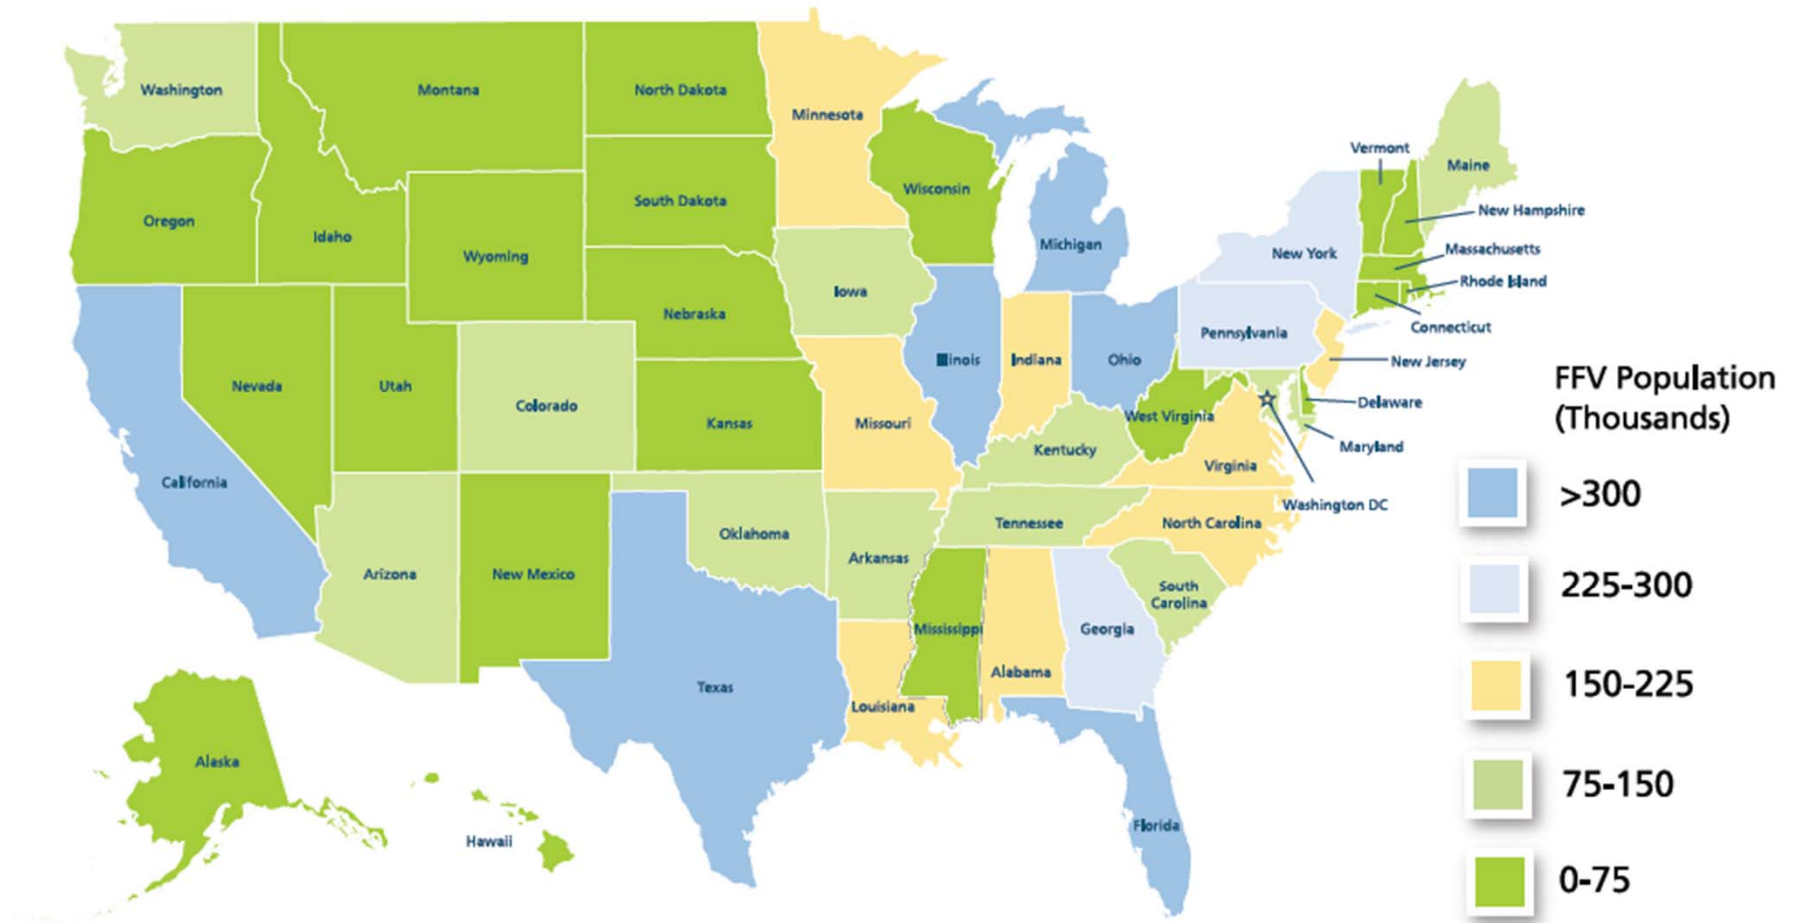 Washington
Montana
North Dakota
Minnesota
Vermont
Maine
Oregon
Idaho
Wyoming
South Dakota
Wisconsin
Michigan
New York
New Hampshire
Massachusetts
Rhode Island
Connecticut
Nebraska
Iowa
Illinois
Indiana
Ohio
Pennsylvania
New Jersey
Delaware
Maryland
Washington DC
Nevada
Utah
Colorado
Kansas
Missouri
Kentucky
West Virginia
Virginia
California
Arizona
New Mexico
Oklahoma
Arkansas
Tennessee
North Carolina
South
Carolina
Texas
Louisiana
Mississippi
Alabama
Georgia
Florida
Alaska
Hawaii
FFV Population
(Thousands)
>300
225-300
150-225
75-150
0-75